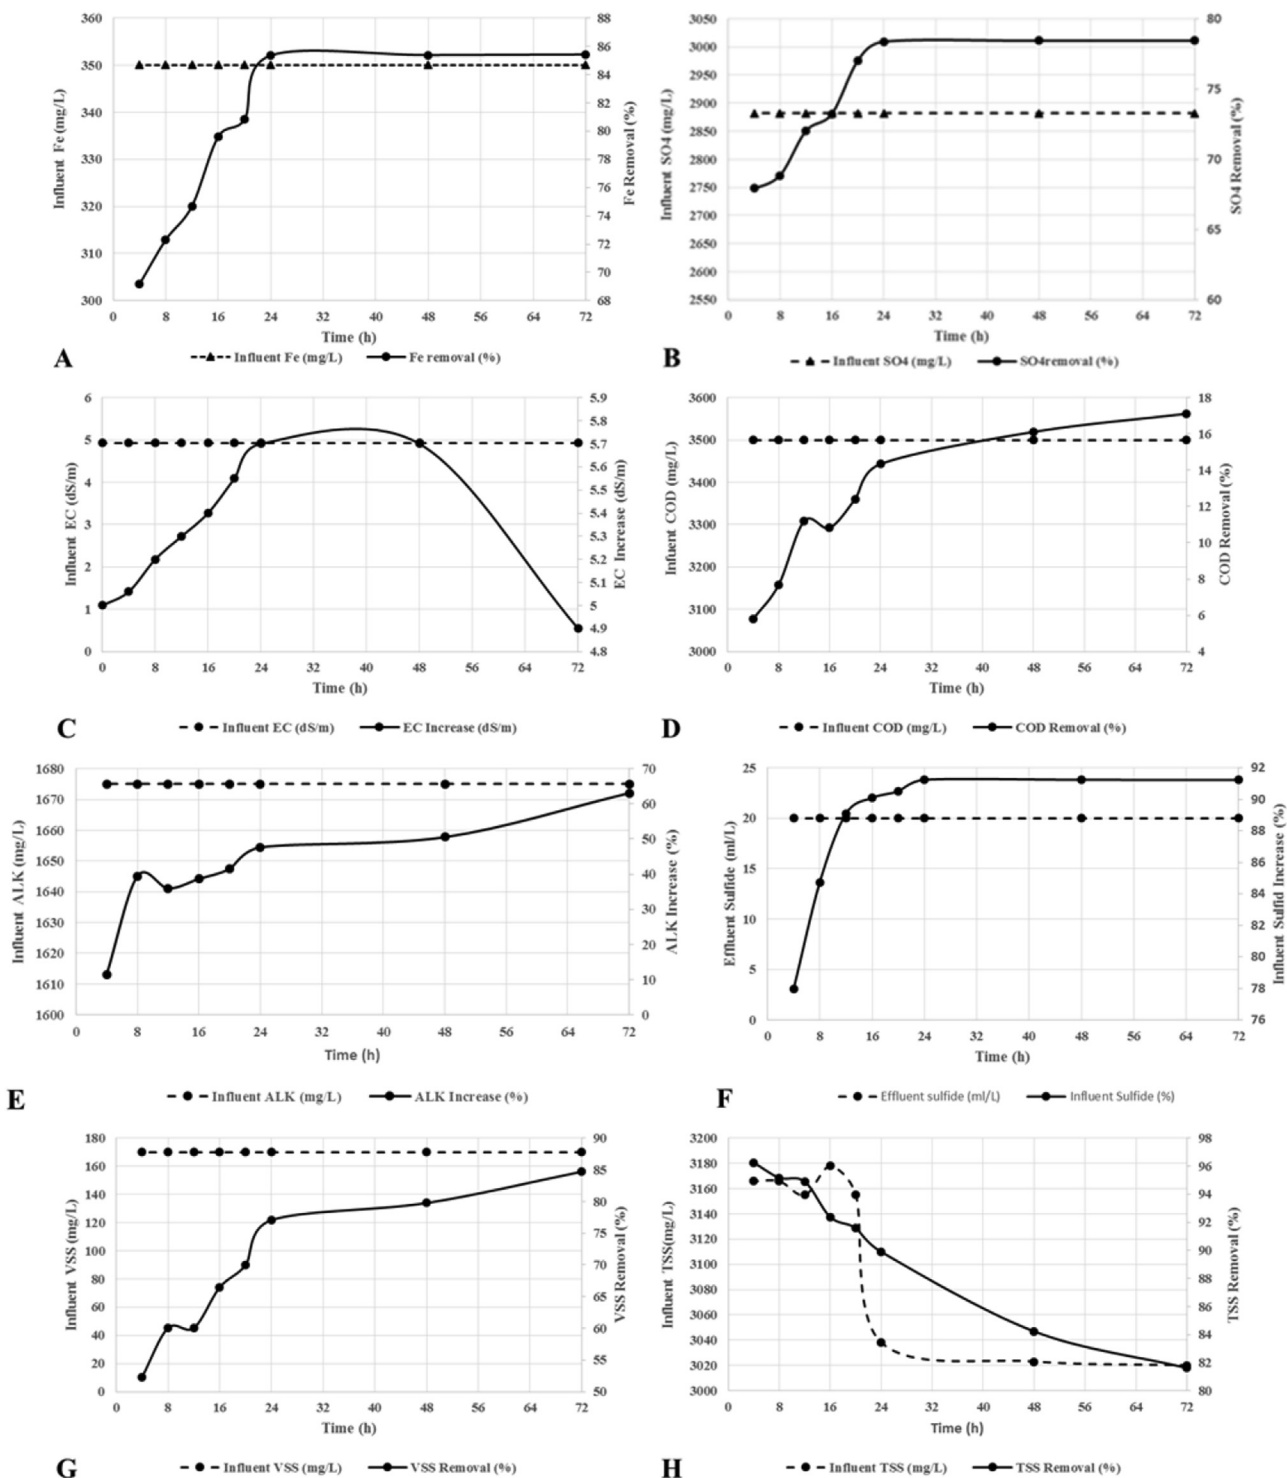 360
350
340
330
320
310
300
Influent Fe (mg/L)
88
86
84
82
80
78
76
74
72
70
68
Fe Removal (%)
0 8 16 24 32 40 48 56 64 72
Time (h)
A
Influent Fe (mg/L) Fe removal (%)
3050
3000
2950
2900
2850
2800
2750
2700
2650
2600
2550
Influent SO4 (mg/L)
80
75
70
65
60
SO4 Removal (%)
0 8 16 24 32 40 48 56 64 72
Time (h)
B
Influent SO4 (mg/L) SO4removal (%)
6
5
4
3
2
1
0
Influent EC (dS/m)
5.9
5.8
5.7
5.6
5.5
5.4
5.3
5.2
5.1
5
4.9
4.8
EC Increase (dS/m)
0 8 16 24 32 40 48 56 64 72
Time (h)
C
Influent EC (dS/m) EC Increase (dS/m)
3600
3500
3400
3300
3200
3100
3000
Infuent COD (mg/L)
18
16
14
12
10
8
6
4
COD Removal (%)
0 8 16 24 32 40 48 56 64 72
Time (h)
D
Influent COD (mg/L) COD Removal (%)
1680
1670
1660
1650
1640
1630
1620
1610
1600
Influent ALK (mg/L)
70
60
50
40
30
20
10
0
ALK Increase (%)
0 8 16 24 32 40 48 56 64 72
Time (h)
E
Influent ALK (mg/L) ALK Increase (%)
25
20
15
10
5
0
Effluent Sulfide (ml/L)
92
90
88
86
84
82
80
78
76
Influent Sulfid Increase (%)
0 8 16 24 32 40 48 56 64 72
Time (h)
F
Effluent sulfide (ml/L) Influent Sulfide (%)
180
160
140
120
100
80
60
40
20
0
Influent VSS (mg/L)
90
85
80
75
70
65
60
55
50
VSS Removal (%)
0 8 16 24 32 40 48 56 64 72
Time (h)
G
Influent VSS (mg/L) VSS Removal (%)
3200
3180
3160
3140
3120
3100
3080
3060
3040
3020
3000
Influent TSS(mg/L)
98
96
94
92
90
88
86
84
82
80
TSS Removal (%)
0 8 16 24 32 40 48 56 64 72
Time (h)
H
Influent TSS (mg/L) TSS Removal (%)